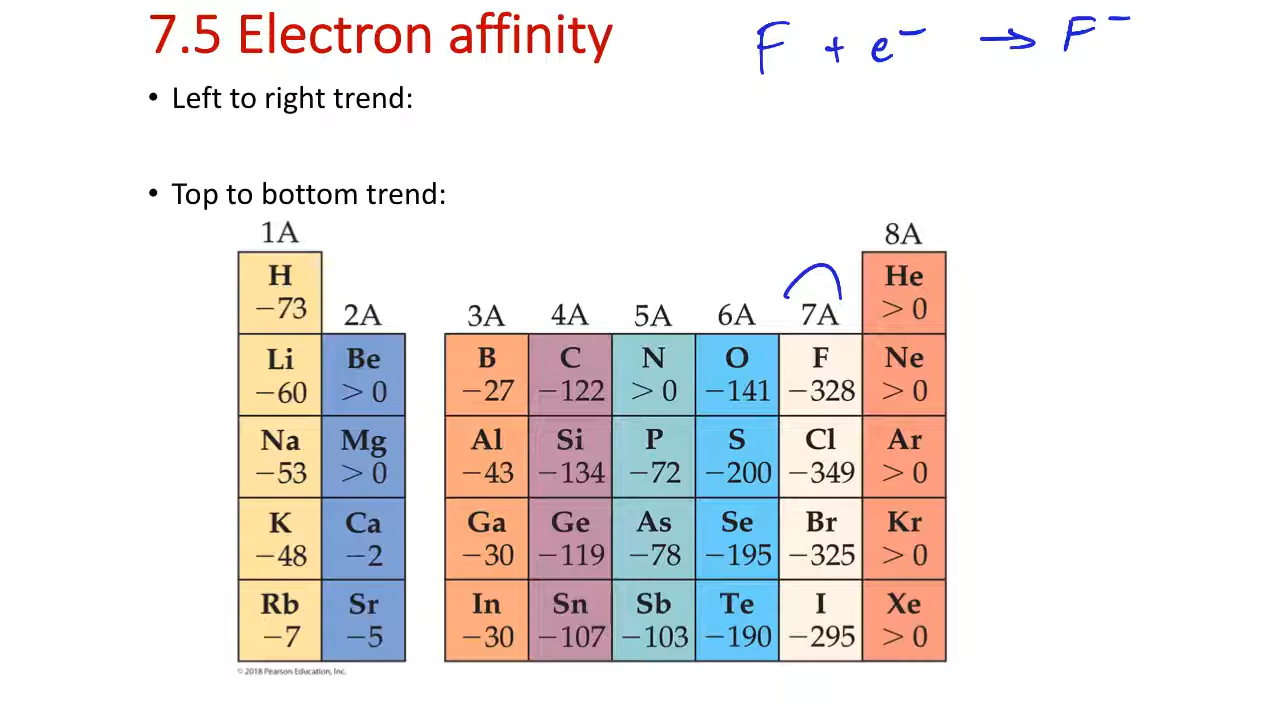 7.5 Electron affinity
F + e⁻ → F⁻
• Left to right trend:
• Top to bottom trend:
1A 8A
H He
−73 > 0
2A 3A 4A 5A 6A 7A
Li Be B C N O F Ne
−60 > 0 −27 −122 > 0 −141 −328 > 0
Na Mg Al Si P S Cl Ar
−53 > 0 −43 −134 −72 −200 −349 > 0
K Ca Ga Ge As Se Br Kr
−48 −2 −30 −119 −78 −195 −325 > 0
Rb Sr In Sn Sb Te I Xe
−7 −5 −30 −107 −103 −190 −295 > 0
© 2018 Pearson Education, Inc.